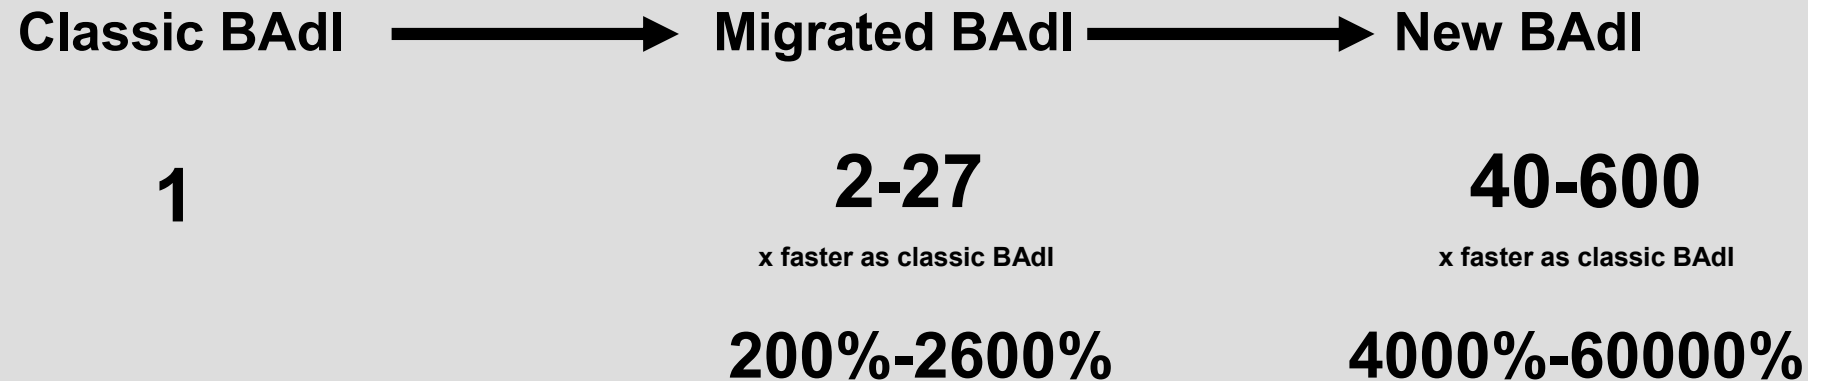 Classic BAdI Migrated BAdI New BAdI
1 2-27 40-600
x faster as classic BAdI x faster as classic BAdI
200%-2600% 4000%-60000%